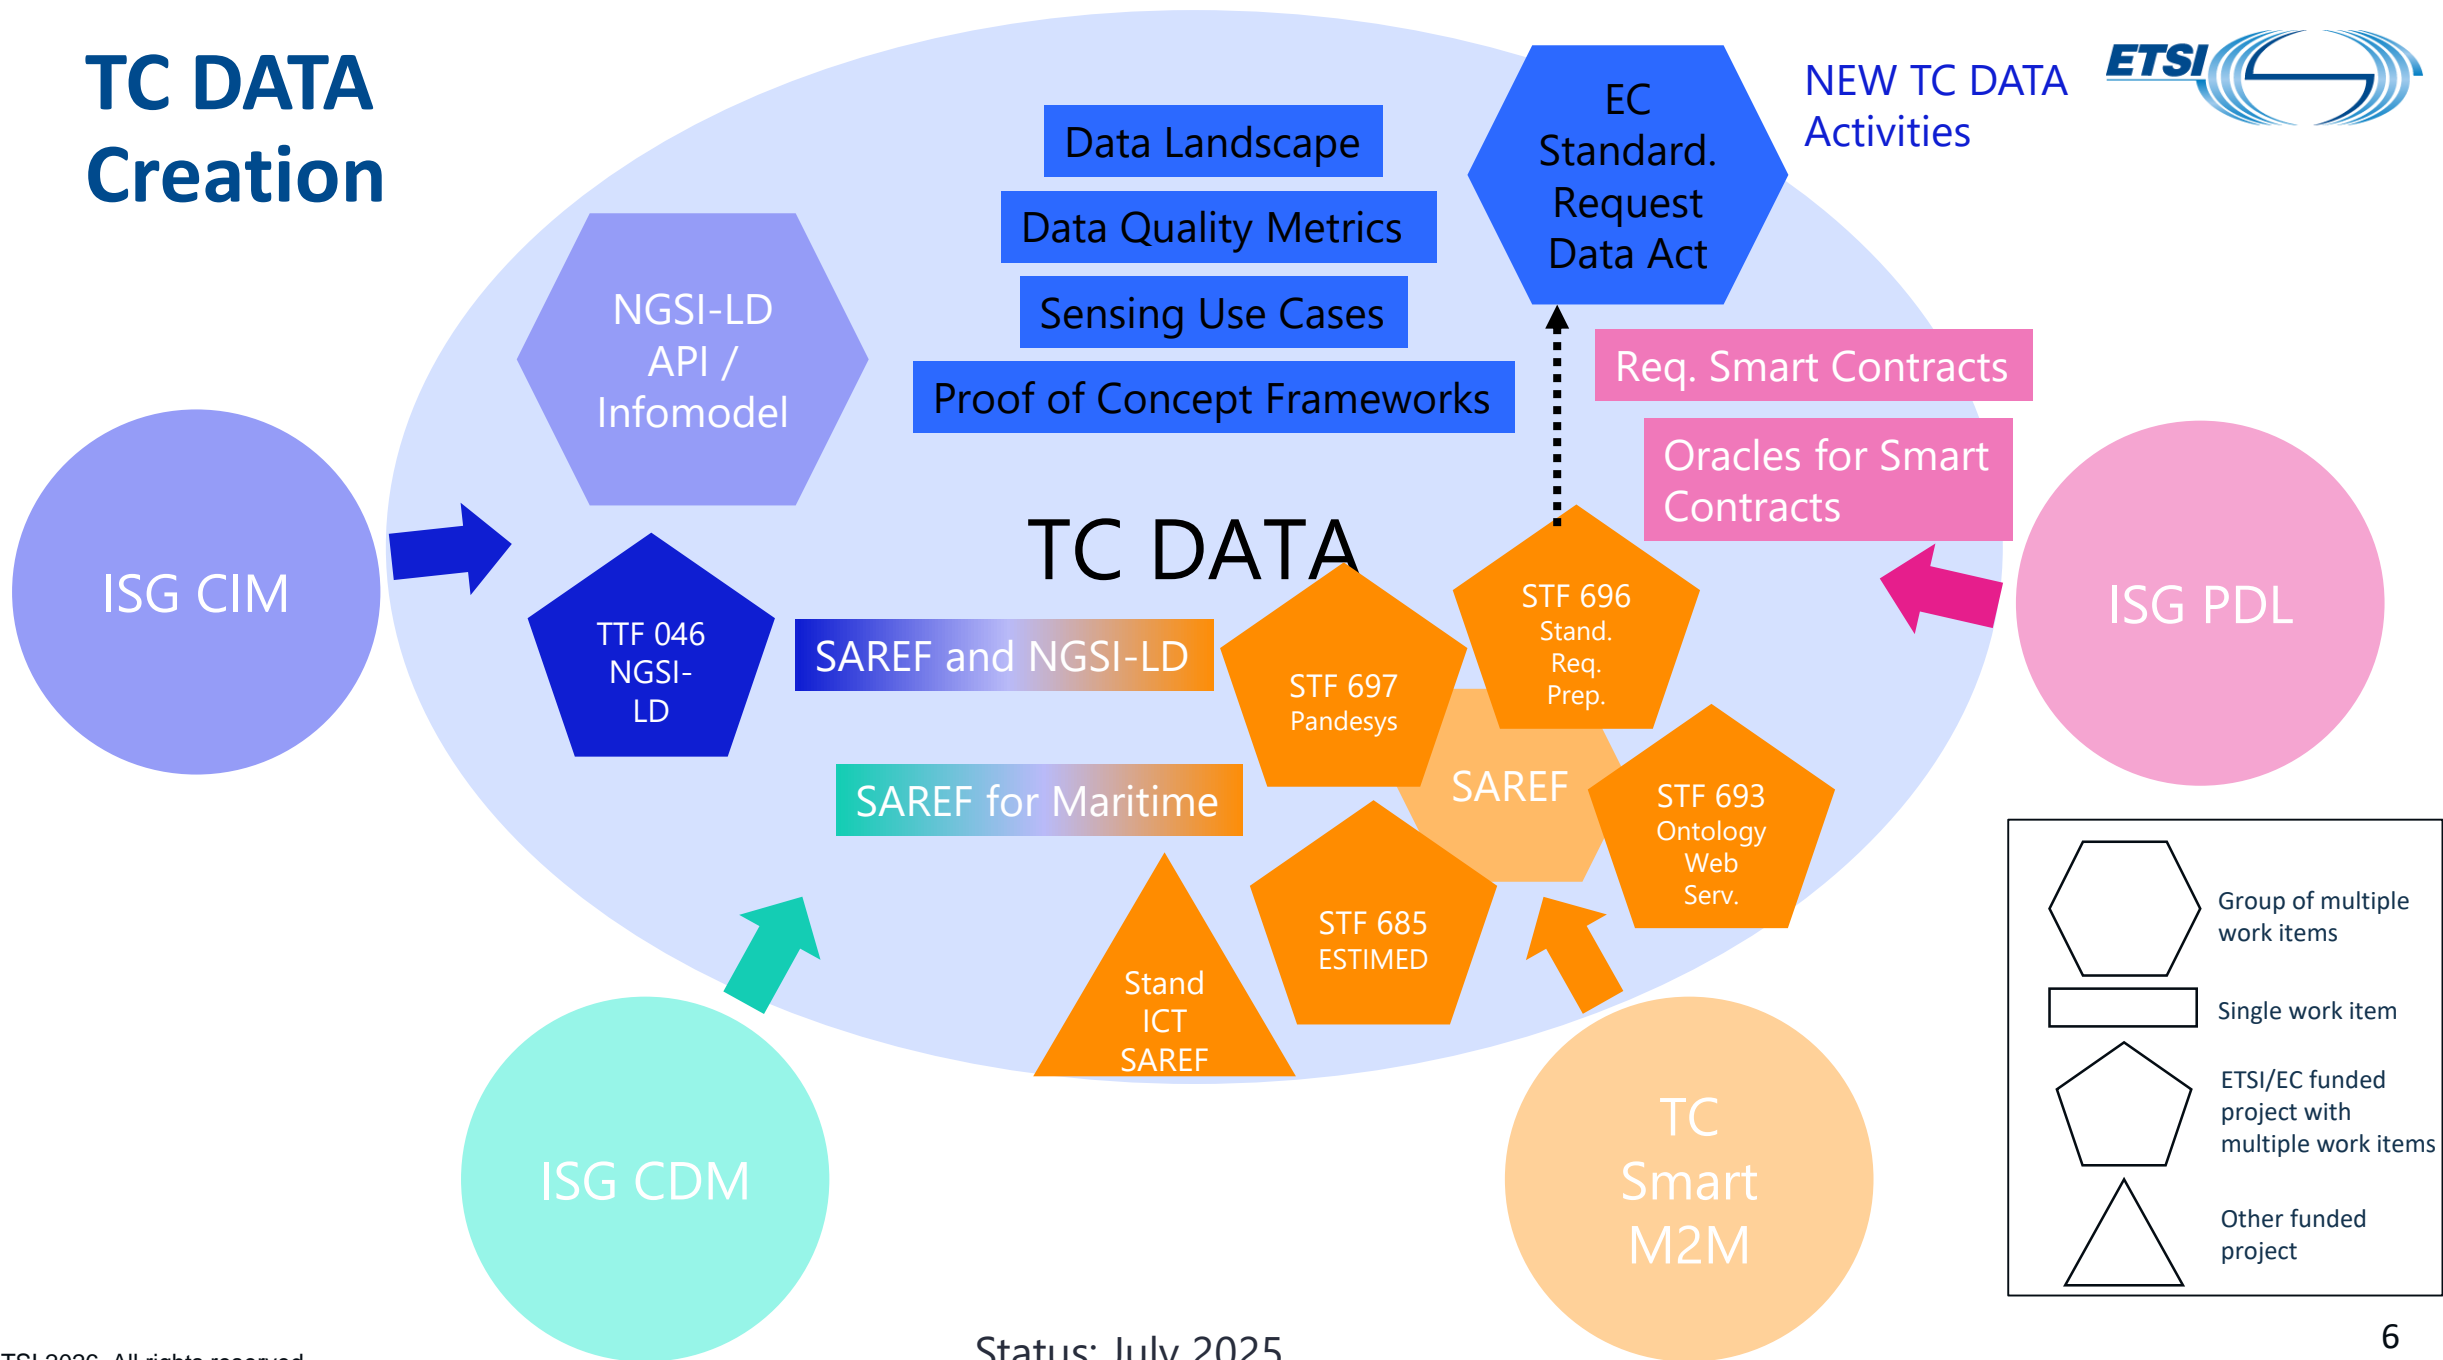 TC DATA
Creation
NEW TC DATA
Activities
ETSI
EC
Standard.
Request
Data Act
Data Landscape
Data Quality Metrics
Sensing Use Cases
Proof of Concept Frameworks
NGSI-LD
API /
Infomodel
Req. Smart Contracts
Oracles for Smart
Contracts
ISG CIM
TC DATA
ISG PDL
TTF 046
NGSI-
LD
SAREF and NGSI-LD
STF 697
Pandesys
STF 696
Stand.
Req.
Prep.
SAREF
SAREF for Maritime
STF 693
Ontology
Web
Serv.
STF 685
ESTIMED
Stand
ICT
SAREF
ISG CDM
TC
Smart
M2M
Group of multiple
work items
Single work item
ETSI/EC funded
project with
multiple work items
Other funded
project
Status: July 2025
6
TSI 2026. All rights reserved